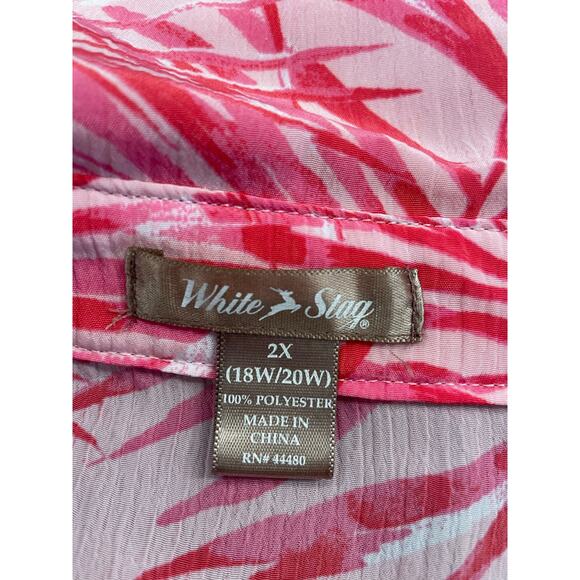 White Stag®
2X
(18W/20W)
100% POLYESTER
MADE IN
CHINA
RN# 44480